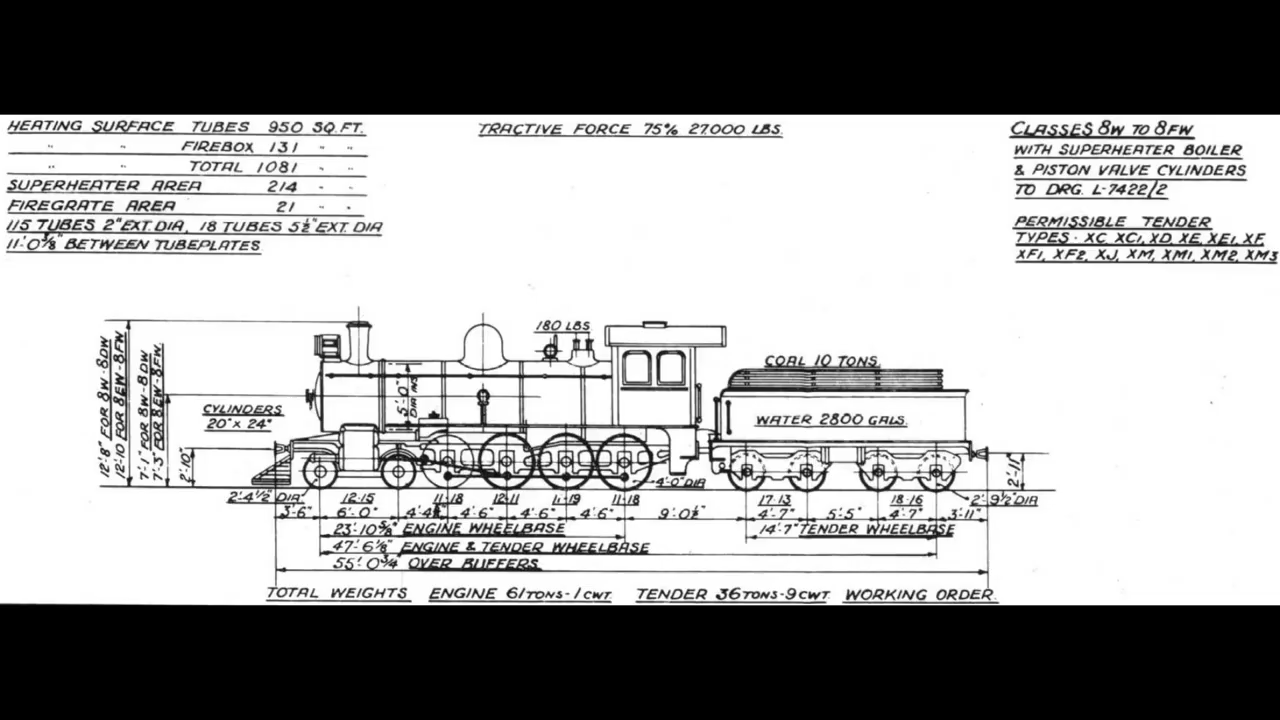 HEATING SURFACE TUBES 950 SQ.FT.
" " FIREBOX 131 " "
" " TOTAL 1081 " "
SUPERHEATER AREA 214 " "
FIREGRATE AREA 21 " "
115 TUBES 2" EXT. DIA, 18 TUBES 5½" EXT. DIA
11'-0⅜" BETWEEN TUBEPLATES
TRACTIVE FORCE 75% 27.000 LBS.
CLASSES 8W TO 8FW
WITH SUPERHEATER BOILER
& PISTON VALVE CYLINDERS
TO DRG. L-7422/2
PERMISSIBLE TENDER
TYPES · XC, XC1, XD, XE, XE1, XF,
XF1, XF2, XJ, XM, XM1, XM2, XM3
12'-8" FOR 8W-8DW
12'-10 FOR 8EW-8FW
7'-1" FOR 8W-8DW
7'-3" FOR 8EW-8FW
2'-10"
CYLINDERS
20" x 24"
5'-0"
DIA INS
180 LBS
COAL 10 TONS.
WATER 2800 GALS.
2'-11"
2'-4½" DIA
4'-0" DIA
2'-9½" DIA
12-15 11-18 12-11 11-19 11-18 17-13 18-16
3'-6" 6'-0" 4'-6" 4'-6" 4'-6" 9'-0½" 4'-7" 5'-5" 4'-7" 3'-11"
23'-10⅝" ENGINE WHEELBASE
14'-7" TENDER WHEELBASE
47'-6⅛" ENGINE & TENDER WHEELBASE
55'-0¾" OVER BUFFERS
TOTAL WEIGHTS ENGINE 61 TONS-1 CWT. TENDER 36 TONS-9 CWT. WORKING ORDER.